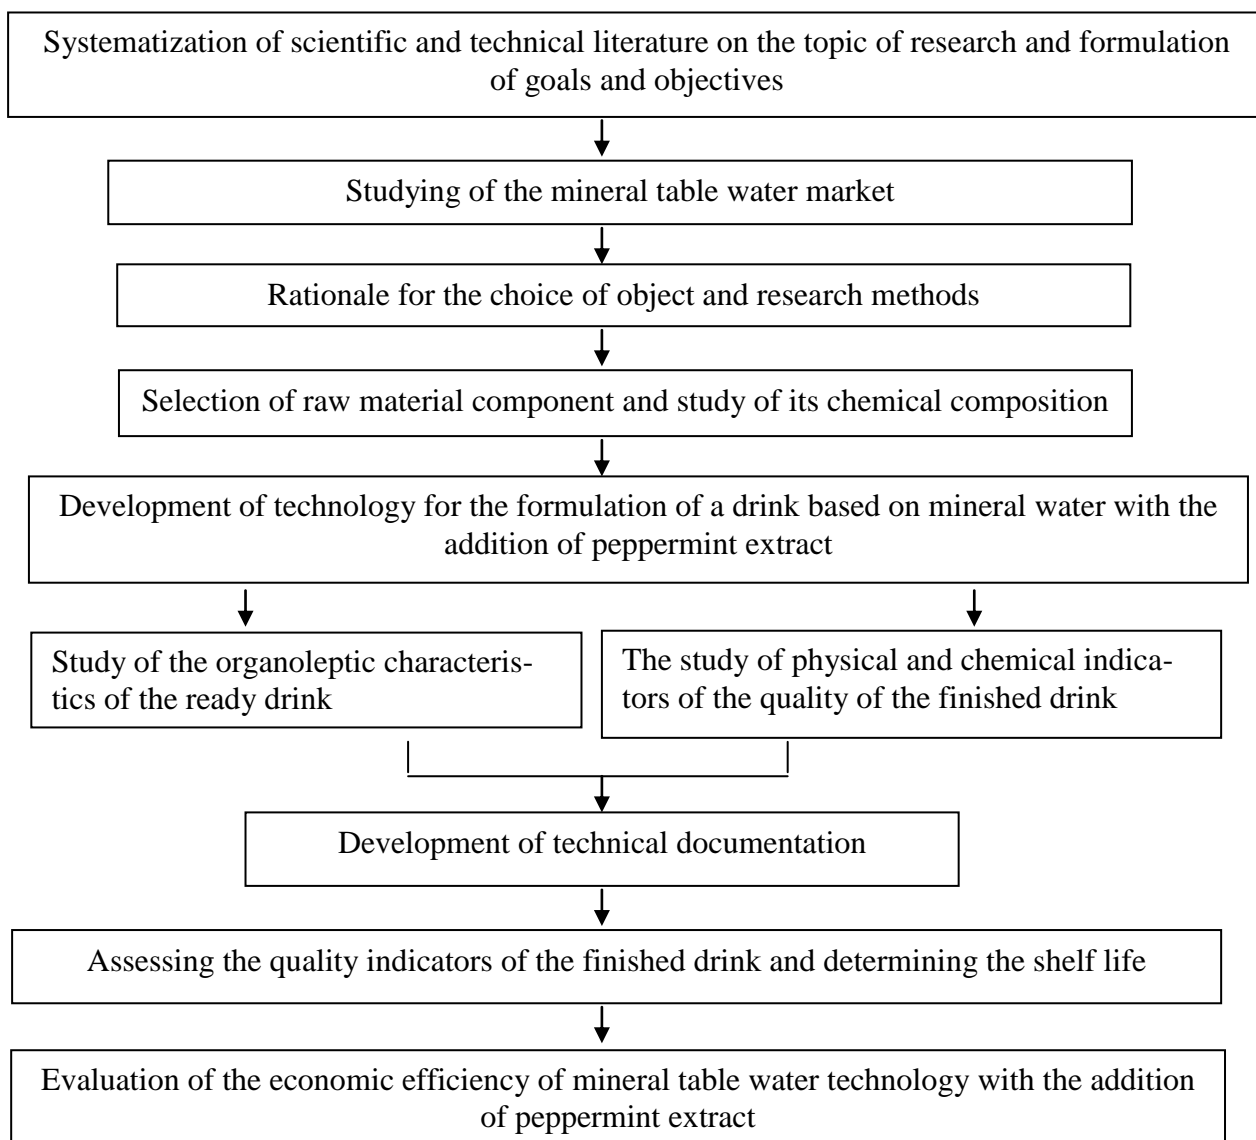 Systematization of scientific and technical literature on the topic of research and formulation
of goals and objectives
Studying of the mineral table water market
Rationale for the choice of object and research methods
Selection of raw material component and study of its chemical composition
Development of technology for the formulation of a drink based on mineral water with the
addition of peppermint extract
Study of the organoleptic characteris-
tics of the ready drink
The study of physical and chemical indica-
tors of the quality of the finished drink
Development of technical documentation
Assessing the quality indicators of the finished drink and determining the shelf life
Evaluation of the economic efficiency of mineral table water technology with the addition
of peppermint extract